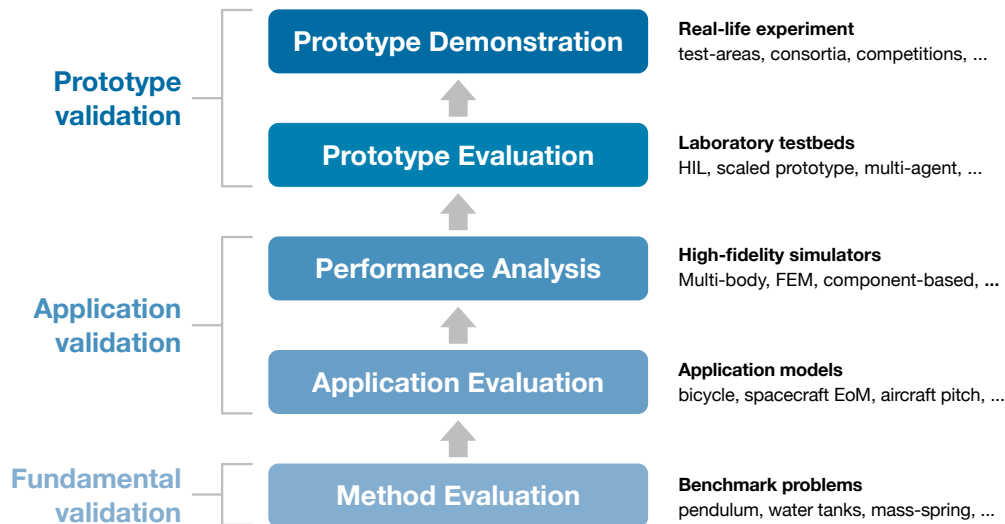 Prototype
validation
Prototype Demonstration
Real-life experiment
test-areas, consortia, competitions, ...
Prototype Evaluation
Laboratory testbeds
HIL, scaled prototype, multi-agent, ...
Application
validation
Performance Analysis
High-fidelity simulators
Multi-body, FEM, component-based, ...
Application Evaluation
Application models
bicycle, spacecraft EoM, aircraft pitch, ...
Fundamental
validation
Method Evaluation
Benchmark problems
pendulum, water tanks, mass-spring, ...